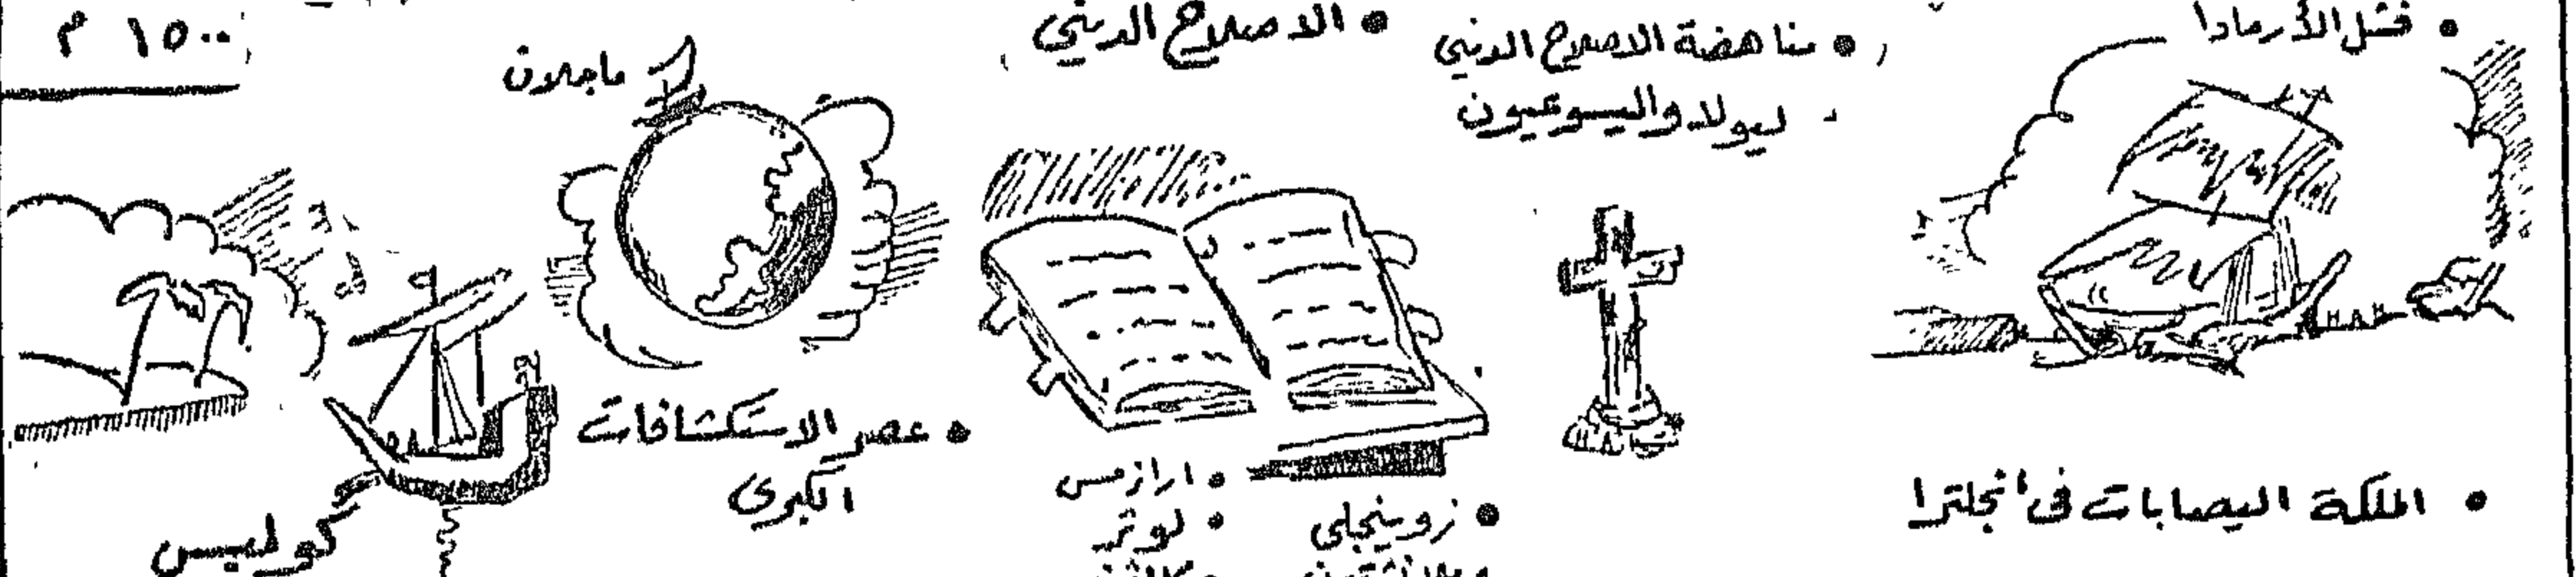 • فشل الأرمادا
• مناهضة الاصلاح الديني
ليولا واليسوعيون
• الاصلاح الديني
ماجلان
١٥٠٠ م
• عصر الاستكشافات
الكبرى
كولمبس
• ارازمس
• لوثر
• زوينجلى
• الملكة اليصابات فى انجلترا